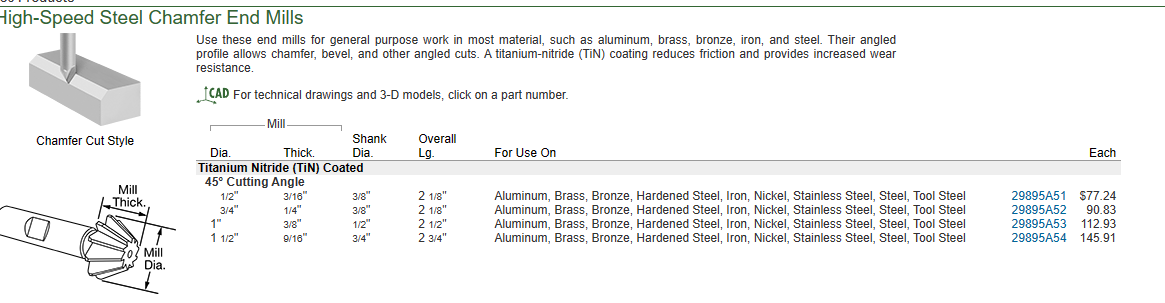 High-Speed Steel Chamfer End Mills
Use these end mills for general purpose work in most material, such as aluminum, brass, bronze, iron, and steel. Their angled
profile allows chamfer, bevel, and other angled cuts. A titanium-nitride (TiN) coating reduces friction and provides increased wear
resistance.
CAD For technical drawings and 3-D models, click on a part number.
Chamfer Cut Style
Mill
Shank Overall
Dia. Thick. Dia. Lg. For Use On Each
Titanium Nitride (TiN) Coated
45° Cutting Angle
1/2" 3/16" 3/8" 2 1/8" Aluminum, Brass, Bronze, Hardened Steel, Iron, Nickel, Stainless Steel, Steel, Tool Steel 29895A51 $77.24
3/4" 1/4" 3/8" 2 1/8" Aluminum, Brass, Bronze, Hardened Steel, Iron, Nickel, Stainless Steel, Steel, Tool Steel 29895A52 90.83
1" 3/8" 1/2" 2 1/2" Aluminum, Brass, Bronze, Hardened Steel, Iron, Nickel, Stainless Steel, Steel, Tool Steel 29895A53 112.93
1 1/2" 9/16" 3/4" 2 3/4" Aluminum, Brass, Bronze, Hardened Steel, Iron, Nickel, Stainless Steel, Steel, Tool Steel 29895A54 145.91
Mill
Thick.
Mill
Dia.